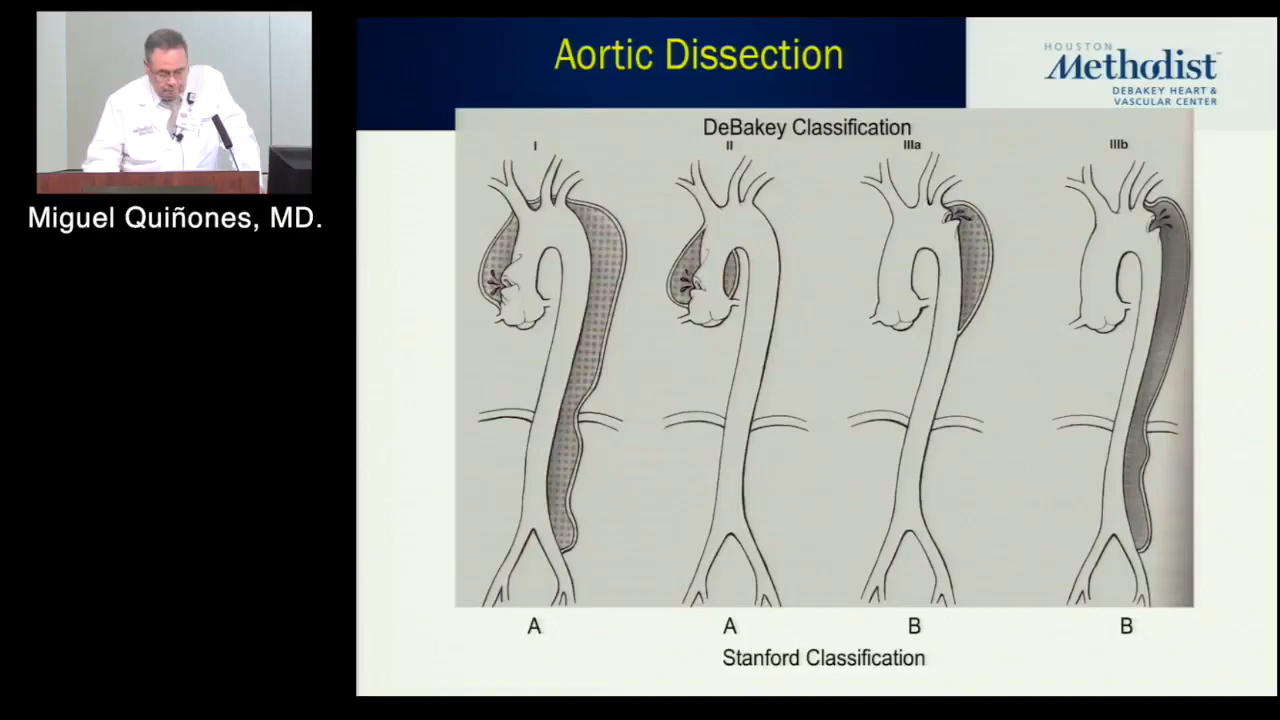 Aortic Dissection
HOUSTON
Methodist
DEBAKEY HEART &
VASCULAR CENTER
Miguel Quiñones, MD.
DeBakey Classification
I II IIIa IIIb
A A B B
Stanford Classification